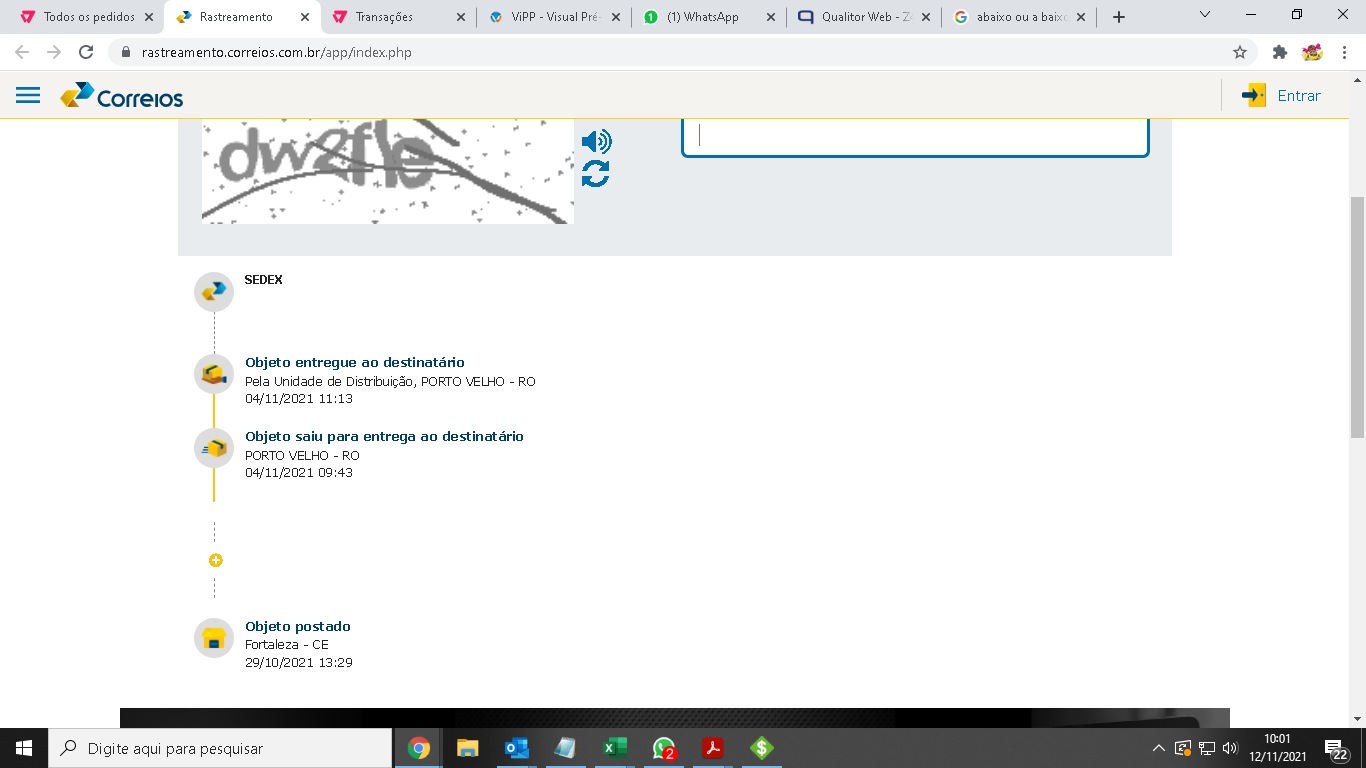 Todos os pedidos
Rastreamento
Transações
ViPP - Visual Pré-
(1) WhatsApp
Qualitor Web - Z
abaixo ou a baixo
rastreamento.correios.com.br/app/index.php
Correios
Entrar
dw2fle
SEDEX
Objeto entregue ao destinatário
Pela Unidade de Distribuição, PORTO VELHO - RO
04/11/2021 11:13
Objeto saiu para entrega ao destinatário
PORTO VELHO - RO
04/11/2021 09:43
Objeto postado
Fortaleza - CE
29/10/2021 13:29
Digite aqui para pesquisar
2
10:01
12/11/2021
22